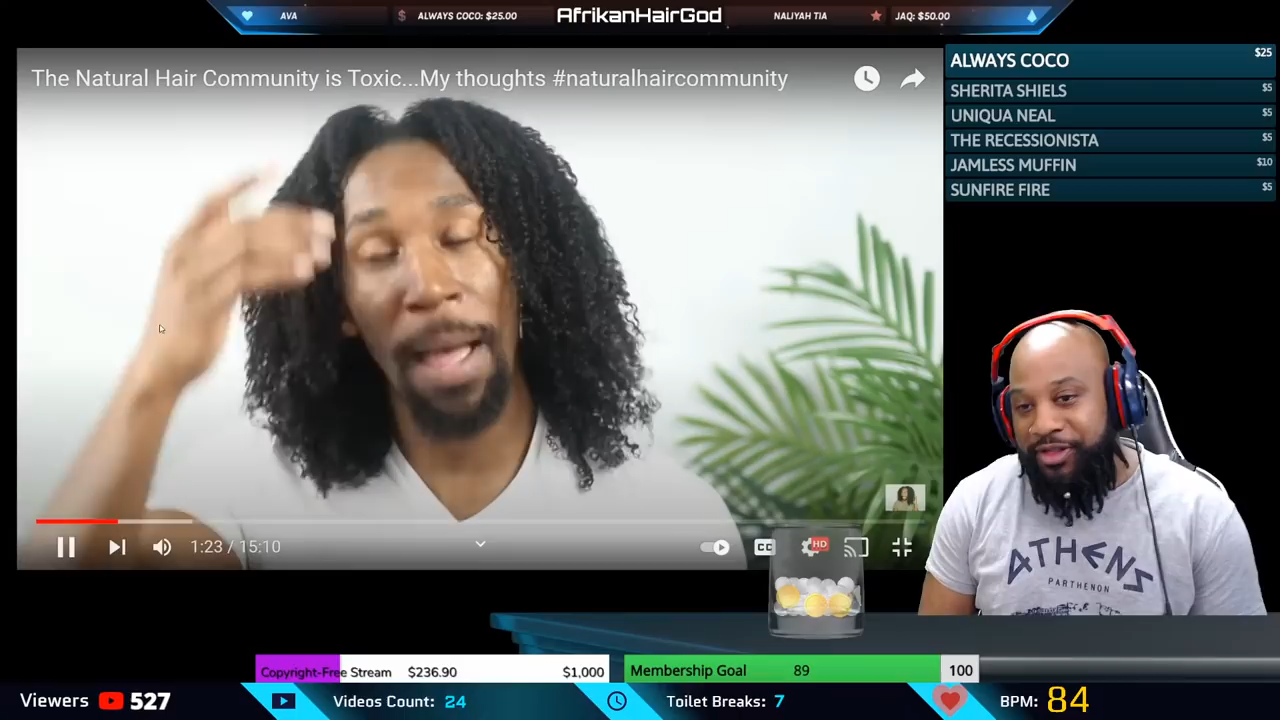 AVA
$ ALWAYS COCO: $25.00
AfrikanHairGod
NALIYAH TIA
JAQ: $50.00
The Natural Hair Community is Toxic...My thoughts #naturalhaircommunity
ALWAYS COCO $25
SHERITA SHIELS $5
UNIQUA NEAL $5
THE RECESSIONISTA $5
JAMLESS MUFFIN $10
SUNFIRE FIRE $5
1:23 / 15:10
CC
HD
ATHENS
PARTHENON
Copyright-Free Stream $236.90 $1,000
Membership Goal 89 100
Viewers 527
Videos Count: 24
Toilet Breaks: 7
BPM: 84